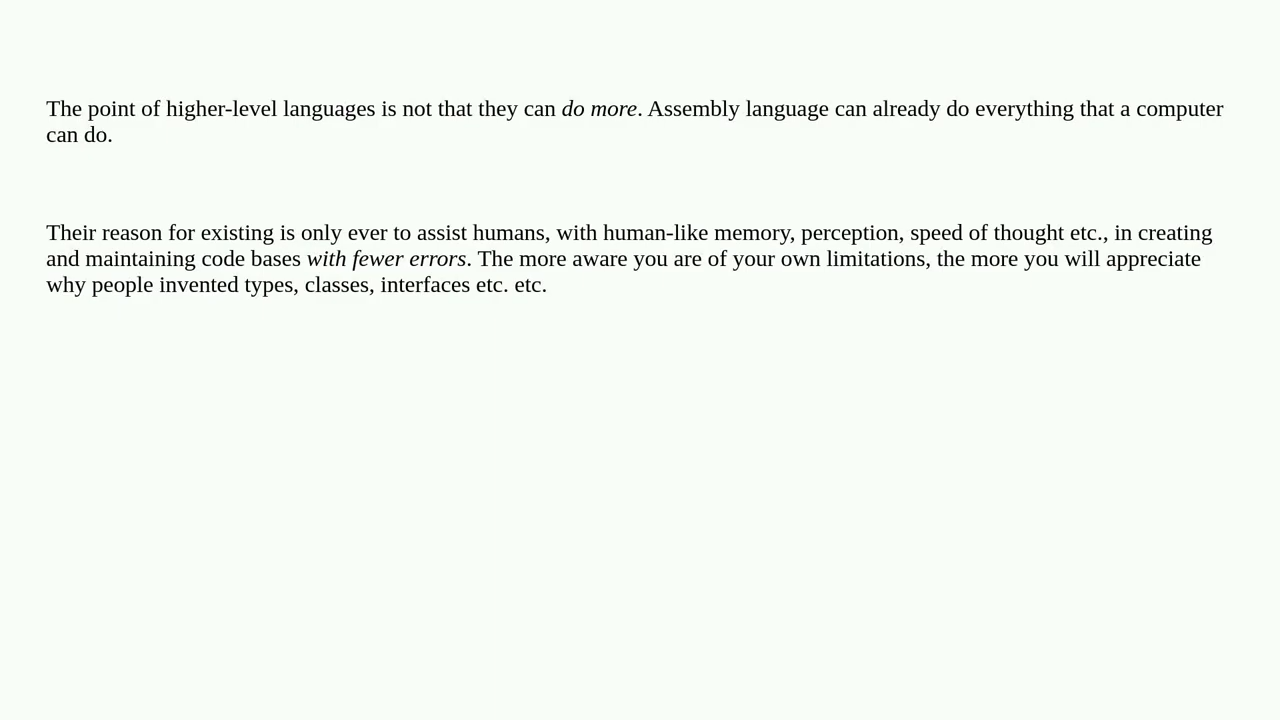 The point of higher-level languages is not that they can do more. Assembly language can already do everything that a computer
can do.
Their reason for existing is only ever to assist humans, with human-like memory, perception, speed of thought etc., in creating
and maintaining code bases with fewer errors. The more aware you are of your own limitations, the more you will appreciate
why people invented types, classes, interfaces etc. etc.